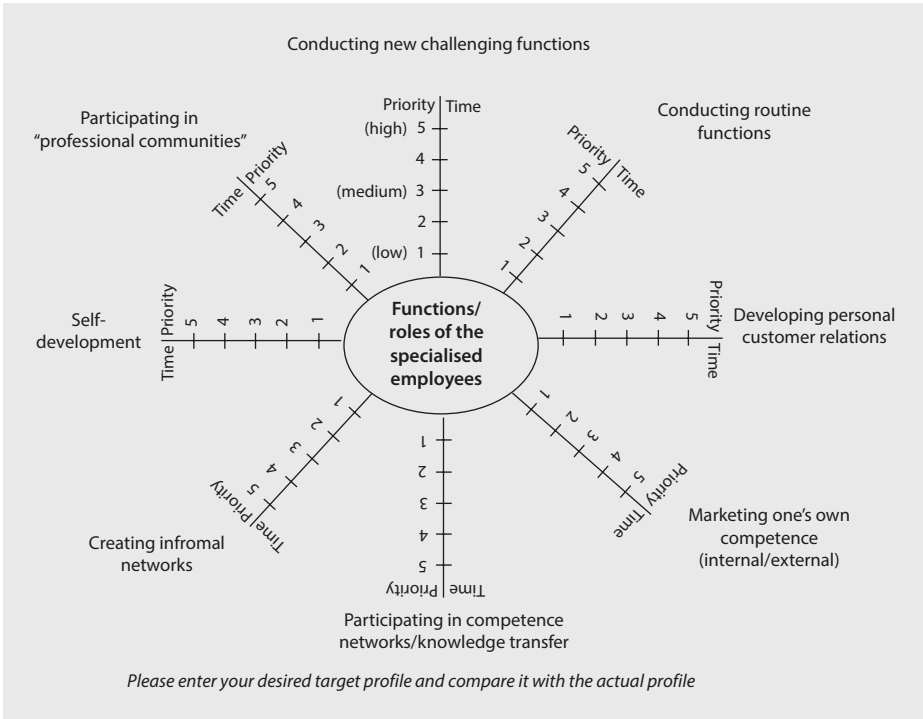 Conducting new challenging functions
Participating in
“professional communities”
Priority Time
(high) 5
4
(medium) 3
2
(low) 1
Conducting routine
functions
Priority Time
5
4
3
2
1
Time Priority
5
4
3
2
1
Self-
development
Time Priority
5 4 3 2 1
Functions/
roles of the
specialised
employees
1 2 3 4 5
Priority Time
Developing personal
customer relations
1
2
3
4
5
Time Priority
Creating infromal
networks
1
2
3
4
5
Time Priority
Participating in competence
networks/knowledge transfer
1
2
3
4
5
Priority Time
Marketing one’s own
competence
(internal/external)
Please enter your desired target profile and compare it with the actual profile